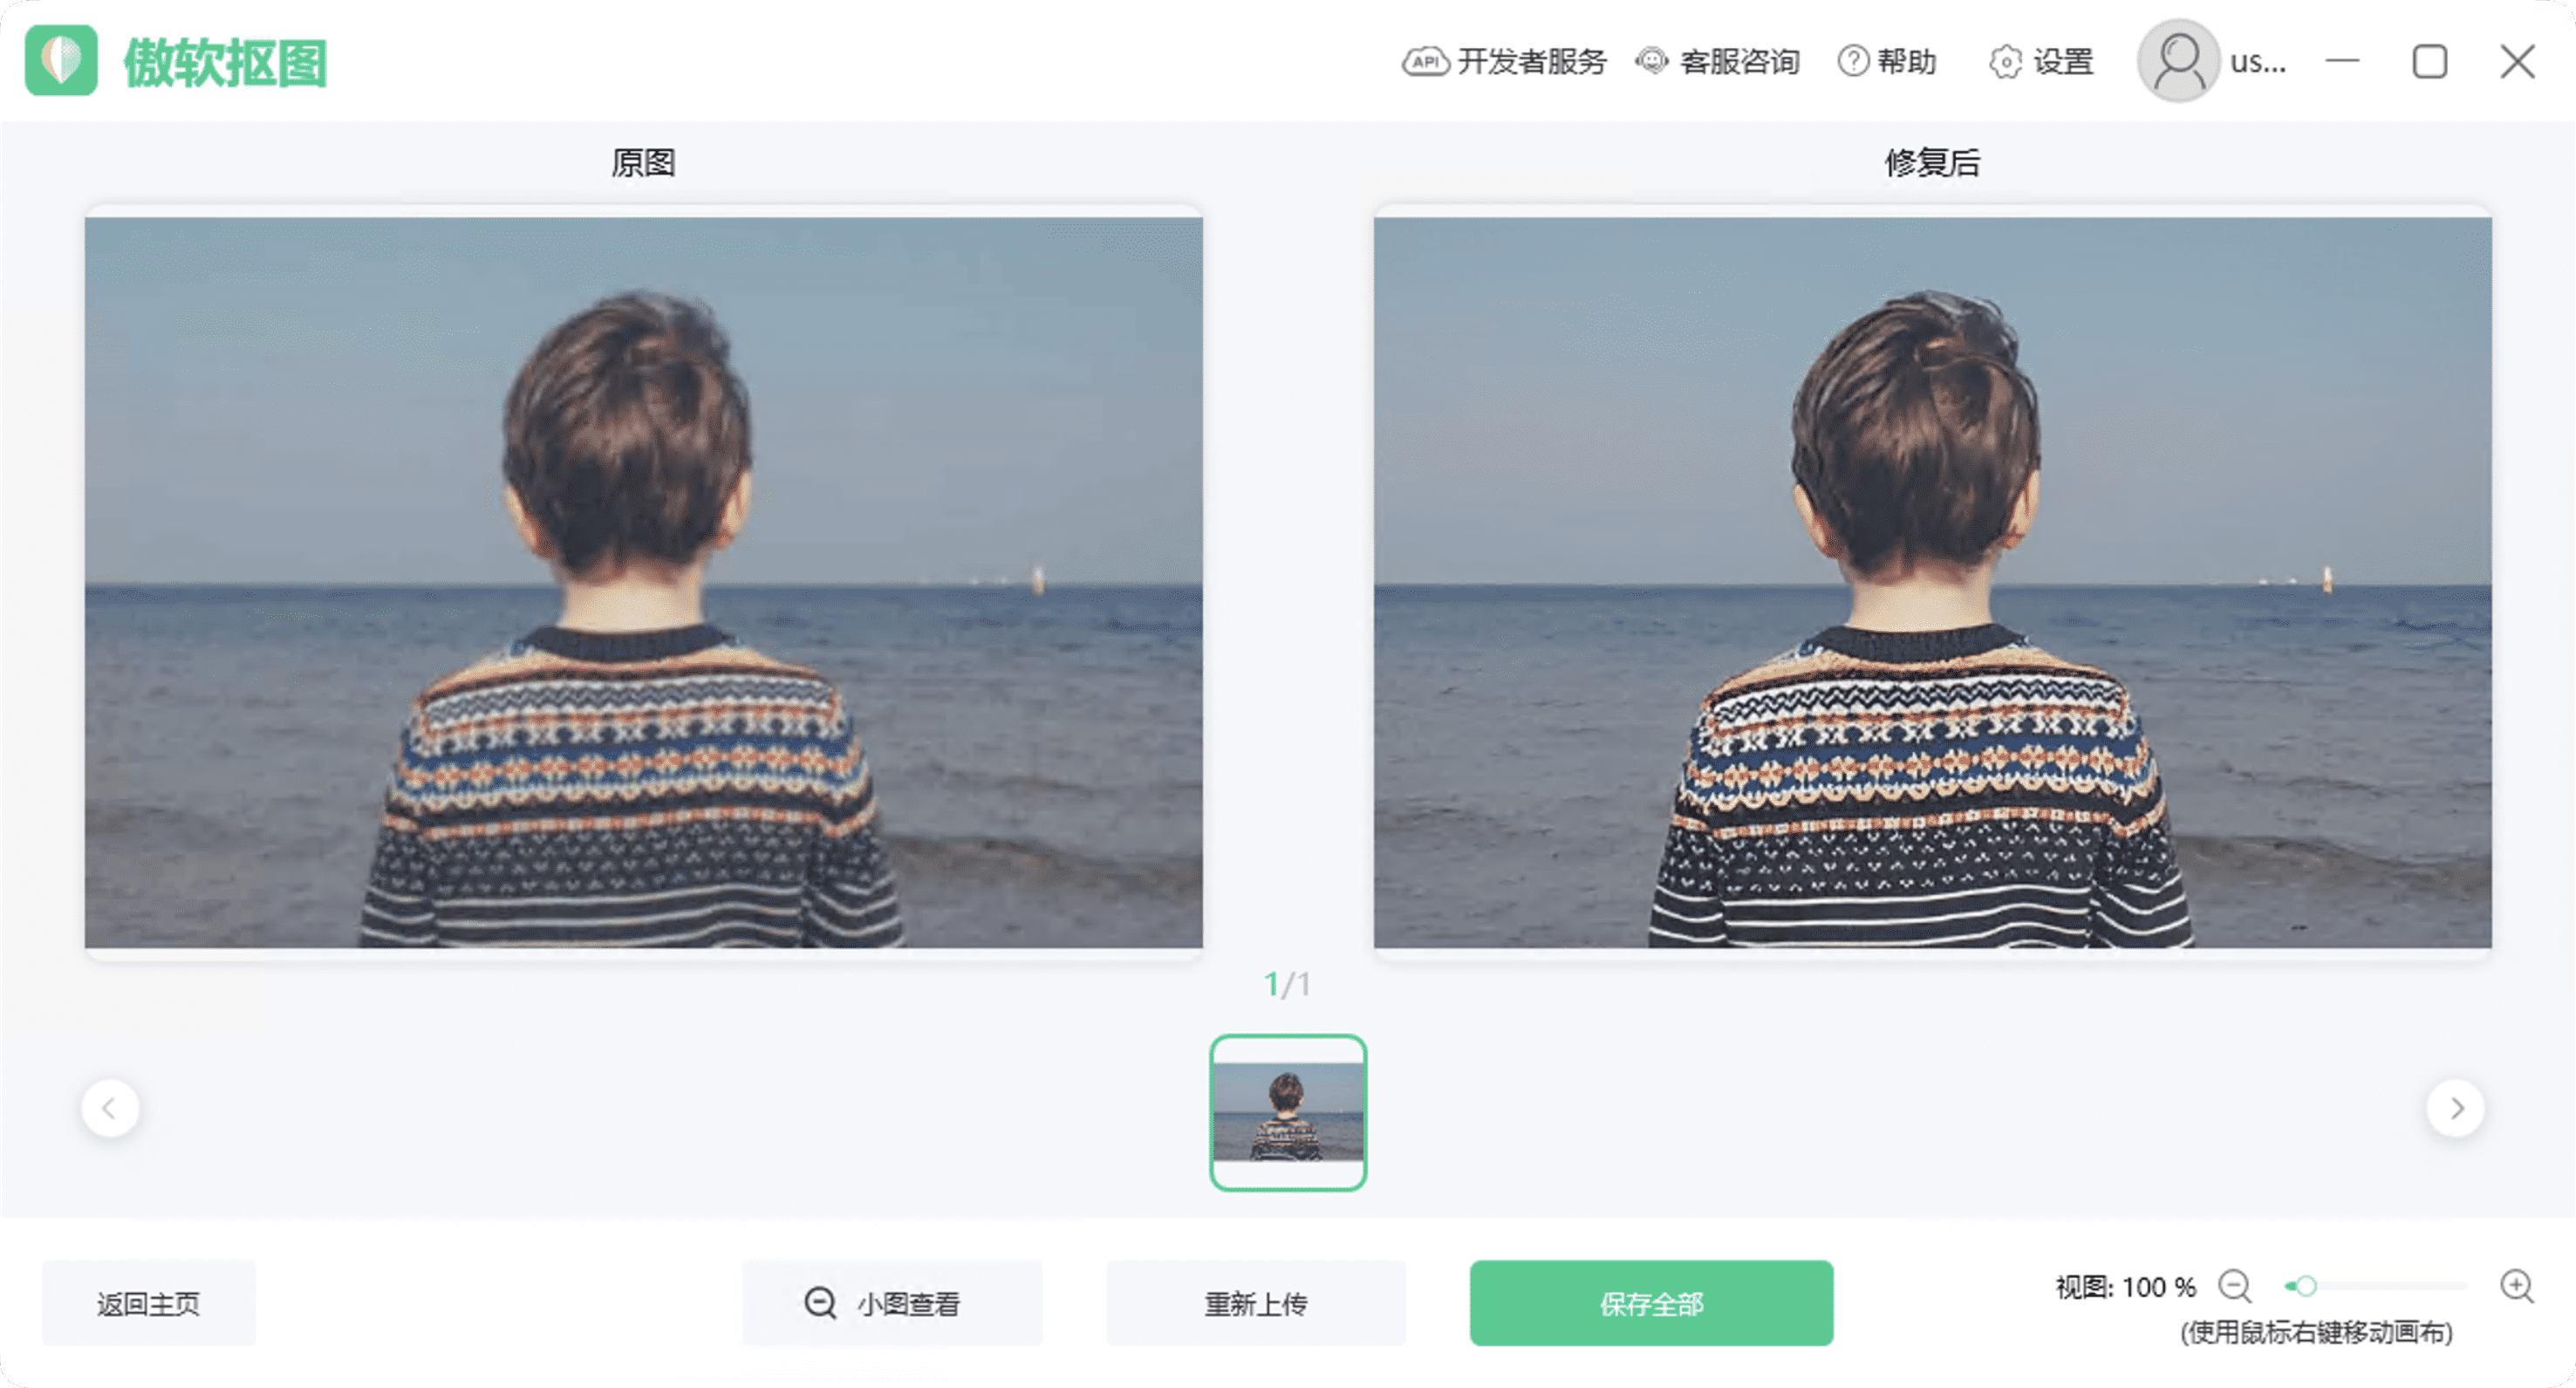 傲软抠图
API 开发者服务 客服咨询 ? 帮助 设置 us...
原图 修复后
1/1
返回主页 小图查看 重新上传 保存全部 视图: 100 %
(使用鼠标右键移动画布)